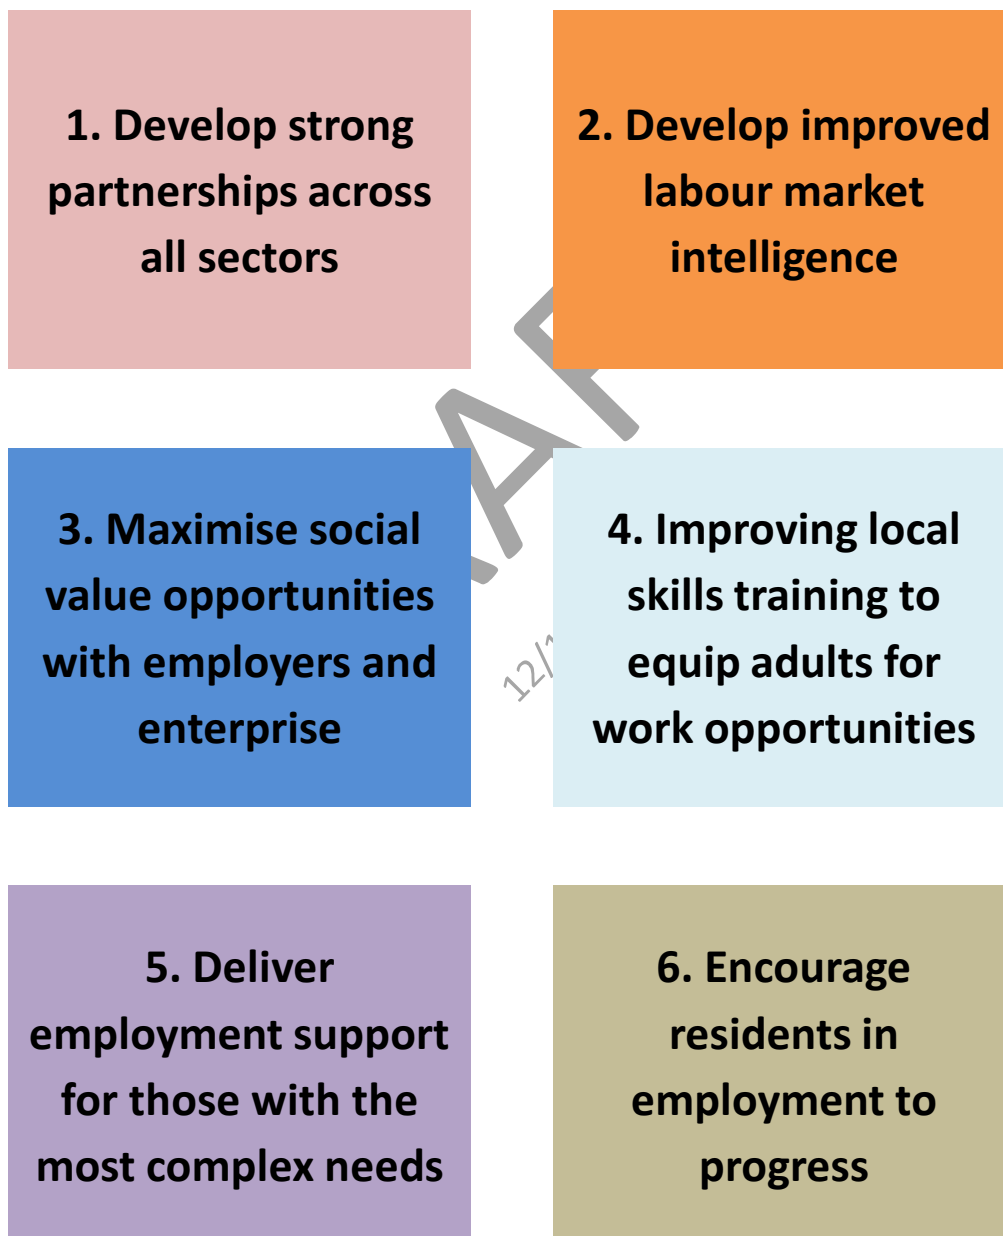 1. Develop strong
partnerships across
all sectors
2. Develop improved
labour market
intelligence
3. Maximise social
value opportunities
with employers and
enterprise
4. Improving local
skills training to
equip adults for
work opportunities
5. Deliver
employment support
for those with the
most complex needs
6. Encourage
residents in
employment to
progress